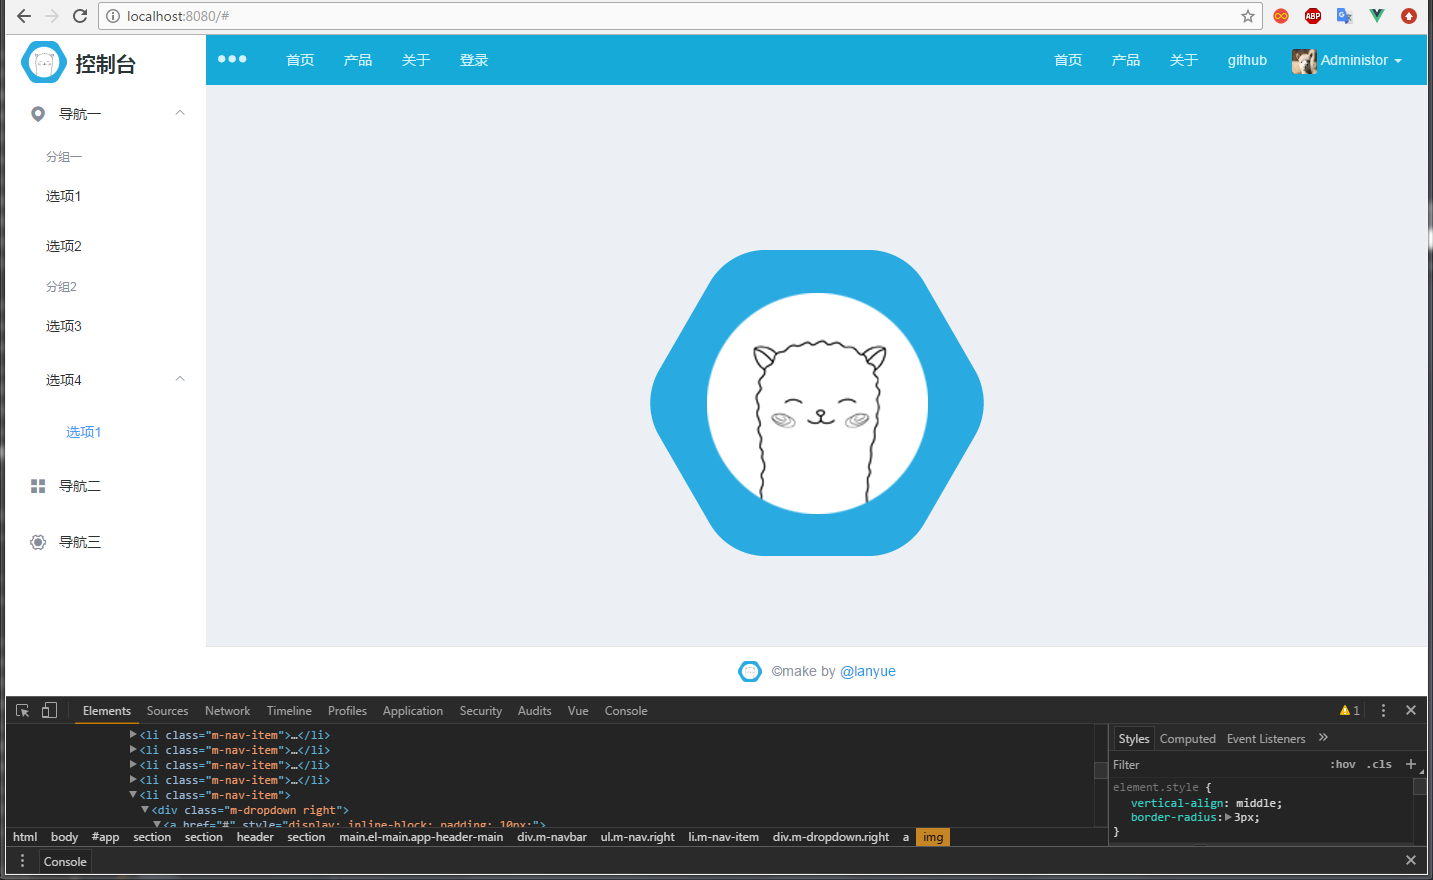 localhost:8080/#
ABP
控制台
首页 产品 关于 登录 首页 产品 关于 github Administor
导航一
分组一
选项1
选项2
分组2
选项3
选项4
选项1
导航二
导航三
©make by @lanyue
Elements Sources Network Timeline Profiles Application Security Audits Vue Console 1
<li class="m-nav-item">…</li>
<li class="m-nav-item">…</li>
<li class="m-nav-item">…</li>
<li class="m-nav-item">…</li>
<li class="m-nav-item">
<div class="m-dropdown right">
<a href="#" style="display: inline-block; padding: 10px;">
html body #app section section header section main.el-main.app-header-main div.m-navbar ul.m-nav.right li.m-nav-item div.m-dropdown.right a img
Styles Computed Event Listeners »
Filter :hov .cls +
element.style {
vertical-align: middle;
border-radius: 3px;
}
Console